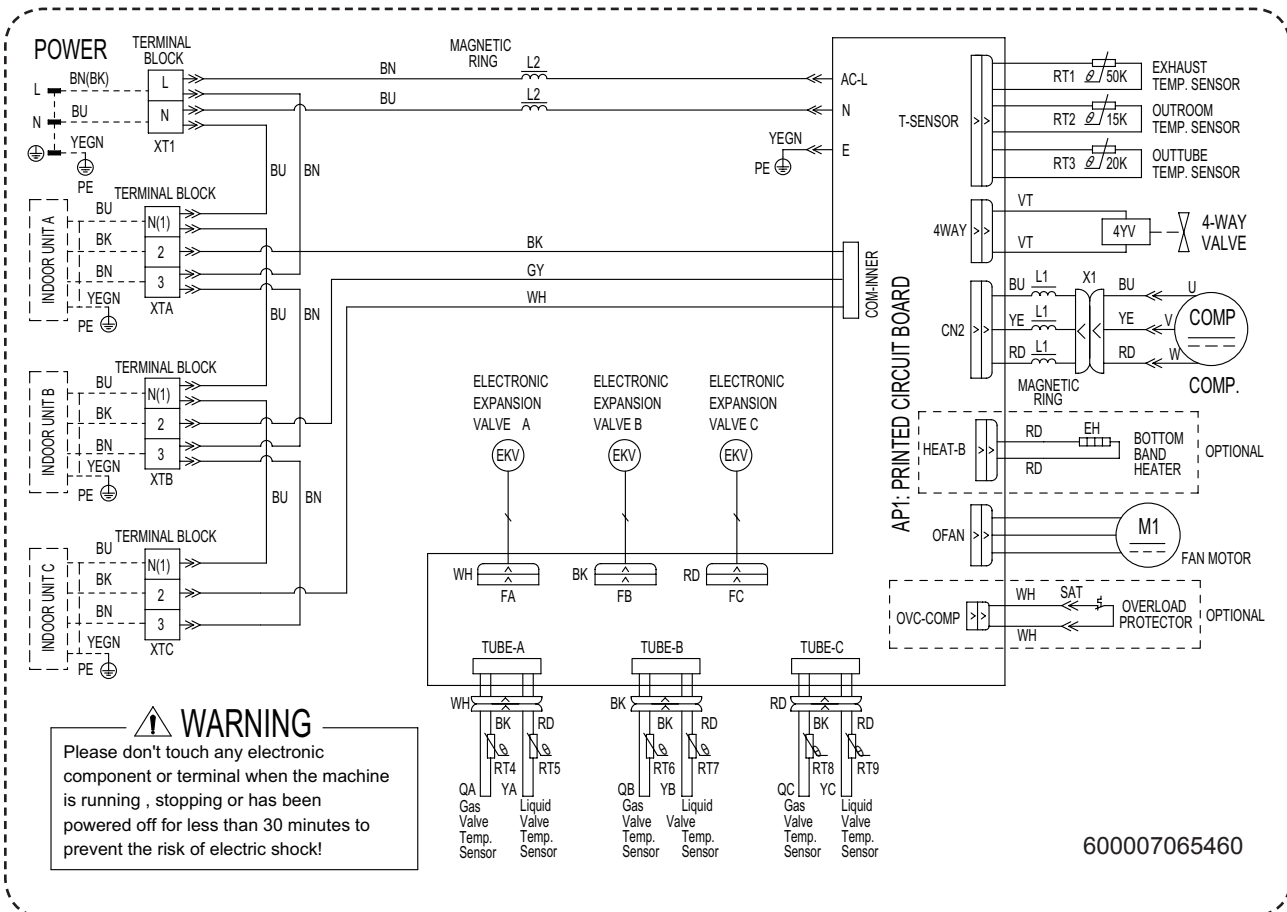 POWER
TERMINAL
BLOCK
L
BN(BK)
L
N
BU
N
YEGN
XT1
PE
BN
BU
MAGNETIC
RING
L2
L2
AC-L
N
YEGN
E
PE
BU
BN
TERMINAL BLOCK
INDOOR UNIT A
BU
N(1)
BK
2
BN
3
YEGN
XTA
PE
BK
GY
WH
COM-INNER
BU
BN
TERMINAL BLOCK
INDOOR UNIT B
BU
N(1)
BK
2
BN
3
YEGN
XTB
PE
BU
BN
TERMINAL BLOCK
INDOOR UNIT C
BU
N(1)
BK
2
BN
3
YEGN
XTC
PE
ELECTRONIC
EXPANSION
VALVE A
EKV
WH
FA
ELECTRONIC
EXPANSION
VALVE B
EKV
BK
FB
ELECTRONIC
EXPANSION
VALVE C
EKV
RD
FC
AP1: PRINTED CIRCUIT BOARD
T-SENSOR
RT1 θ 50K
EXHAUST
TEMP. SENSOR
RT2 θ 15K
OUTROOM
TEMP. SENSOR
RT3 θ 20K
OUTTUBE
TEMP. SENSOR
4WAY
VT
VT
4YV
4-WAY
VALVE
CN2
BU L1 X1 BU U
YE L1 YE V
RD L1 RD W
MAGNETIC
RING
COMP
COMP.
HEAT-B
RD
RD
EH
BOTTOM
BAND
HEATER
OPTIONAL
OFAN
M1
FAN MOTOR
OVC-COMP
WH SAT
WH
OVERLOAD
PROTECTOR
OPTIONAL
TUBE-A
WH
BK RD
θ θ
RT4 RT5
QA YA
Gas
Valve
Temp.
Sensor
Liquid
Valve
Temp.
Sensor
TUBE-B
BK
BK RD
θ θ
RT6 RT7
QB YB
Gas
Valve
Temp.
Sensor
Liquid
Valve
Temp.
Sensor
TUBE-C
RD
BK RD
θ θ
RT8 RT9
QC YC
Gas
Valve
Temp.
Sensor
Liquid
Valve
Temp.
Sensor
WARNING
Please don't touch any electronic
component or terminal when the machine
is running , stopping or has been
powered off for less than 30 minutes to
prevent the risk of electric shock!
600007065460